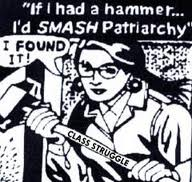 "If I had a hammer...
I'd SMASH Patriarchy"
I FOUND
IT!
CLASS STRUGGLE